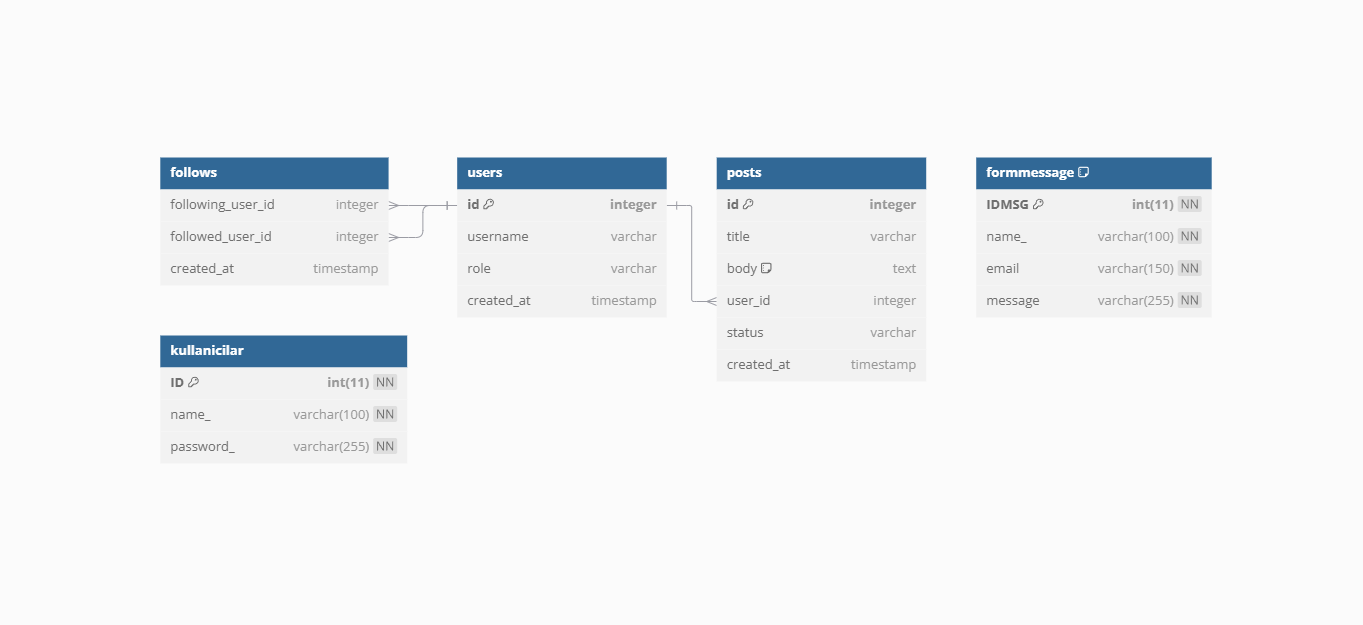 follows
following_user_id integer
followed_user_id integer
created_at timestamp
users
id integer
username varchar
role varchar
created_at timestamp
posts
id integer
title varchar
body text
user_id integer
status varchar
created_at timestamp
formmessage
IDMSG int(11) NN
name_ varchar(100) NN
email varchar(150) NN
message varchar(255) NN
kullanicilar
ID int(11) NN
name_ varchar(100) NN
password_ varchar(255) NN